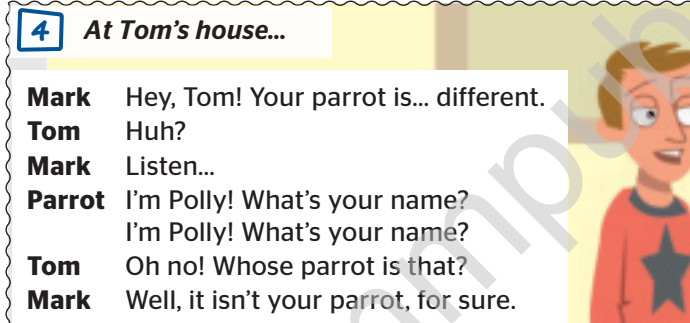 4 At Tom's house...
Mark Hey, Tom! Your parrot is... different.
Tom Huh?
Mark Listen...
Parrot I'm Polly! What's your name?
I'm Polly! What's your name?
Tom Oh no! Whose parrot is that?
Mark Well, it isn't your parrot, for sure.